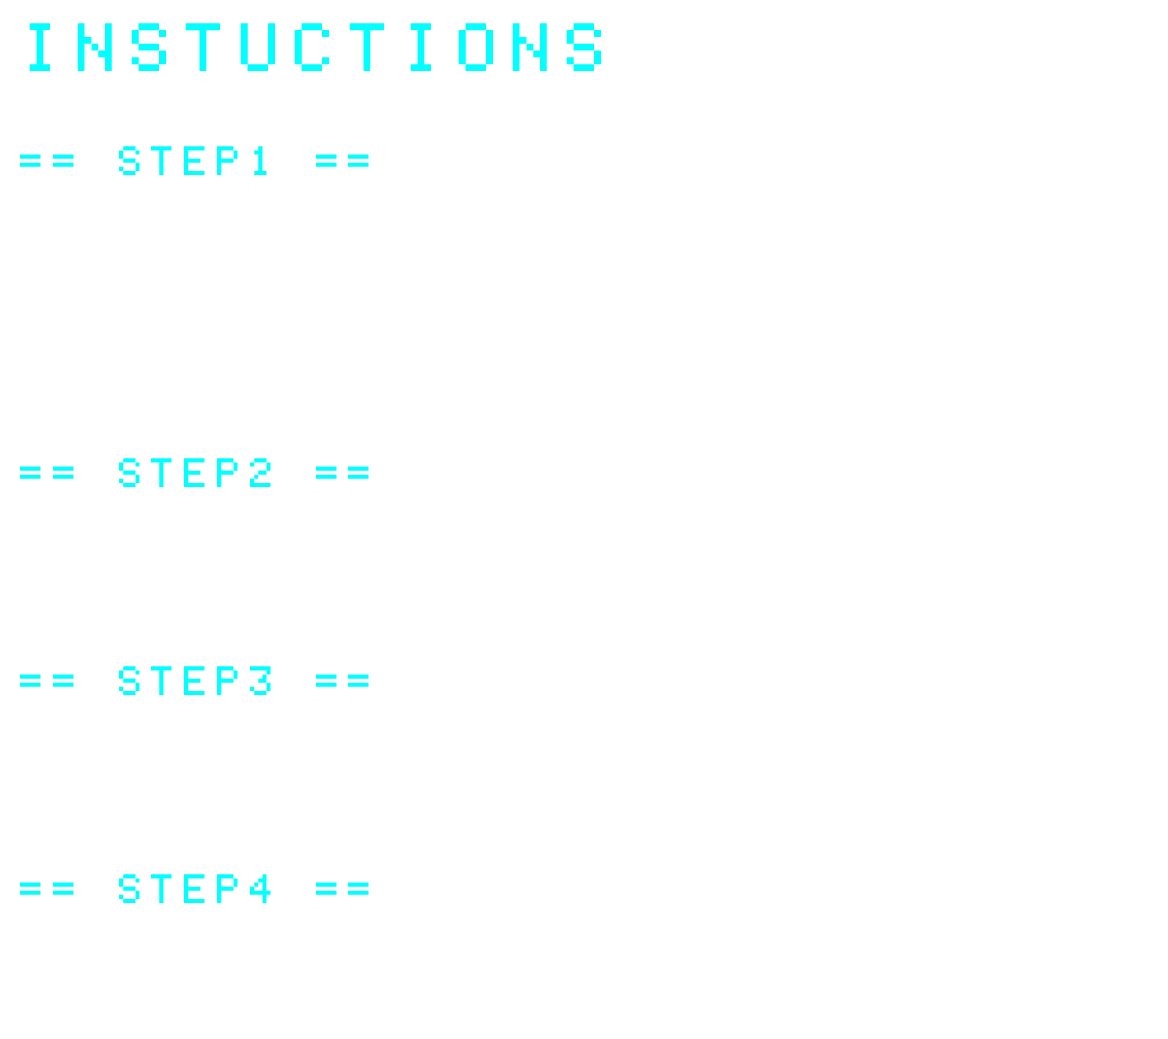 INSTUCTIONS
== STEP1 ==
== STEP2 ==
== STEP3 ==
== STEP4 ==